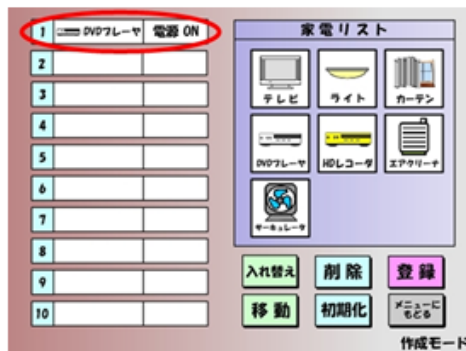 1 DVDプレーヤ 電源 ON
2
3
4
5
6
7
8
9
10
家電リスト
テレビ ライト カーテン
DVDプレーヤ HDレコーダ エアクリーナ
サーキュレータ
入れ替え 削除 登録
移動 初期化 メニューに
もどる
作成モード